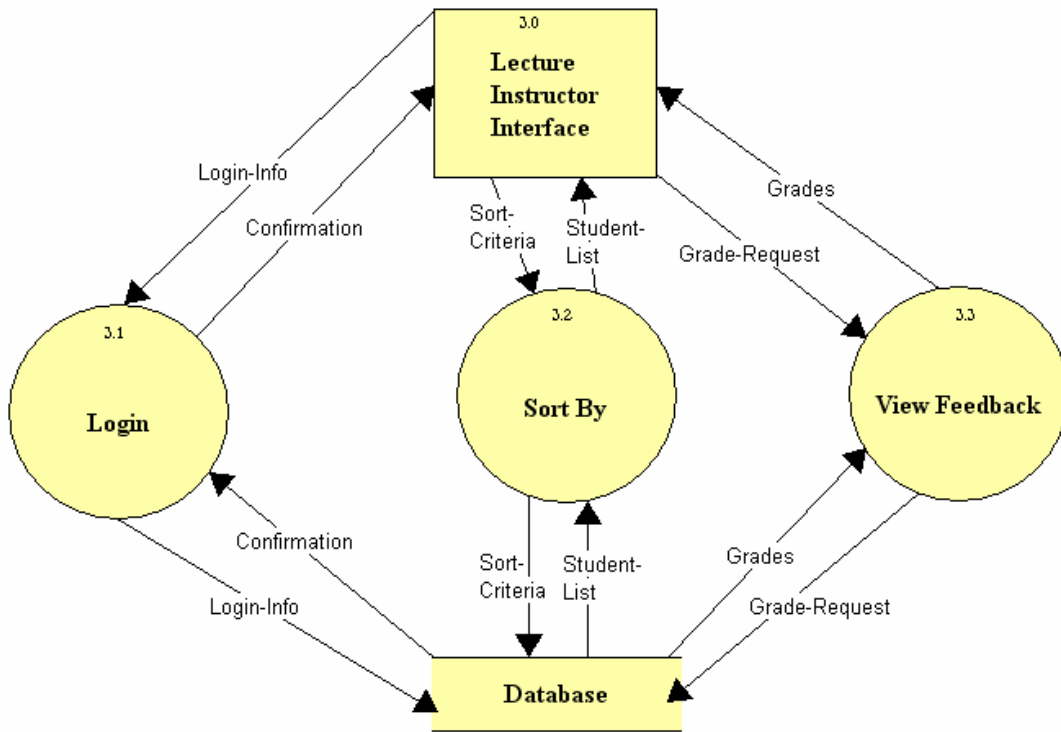 3.0
Lecture
Instructor
Interface
Login-Info
Grades
Confirmation
Sort-
Criteria
Student-
List
Grade-Request
3.1
Login
3.2
Sort By
3.3
View Feedback
Confirmation
Login-Info
Sort-
Criteria
Student-
List
Grades
Grade-Request
Database